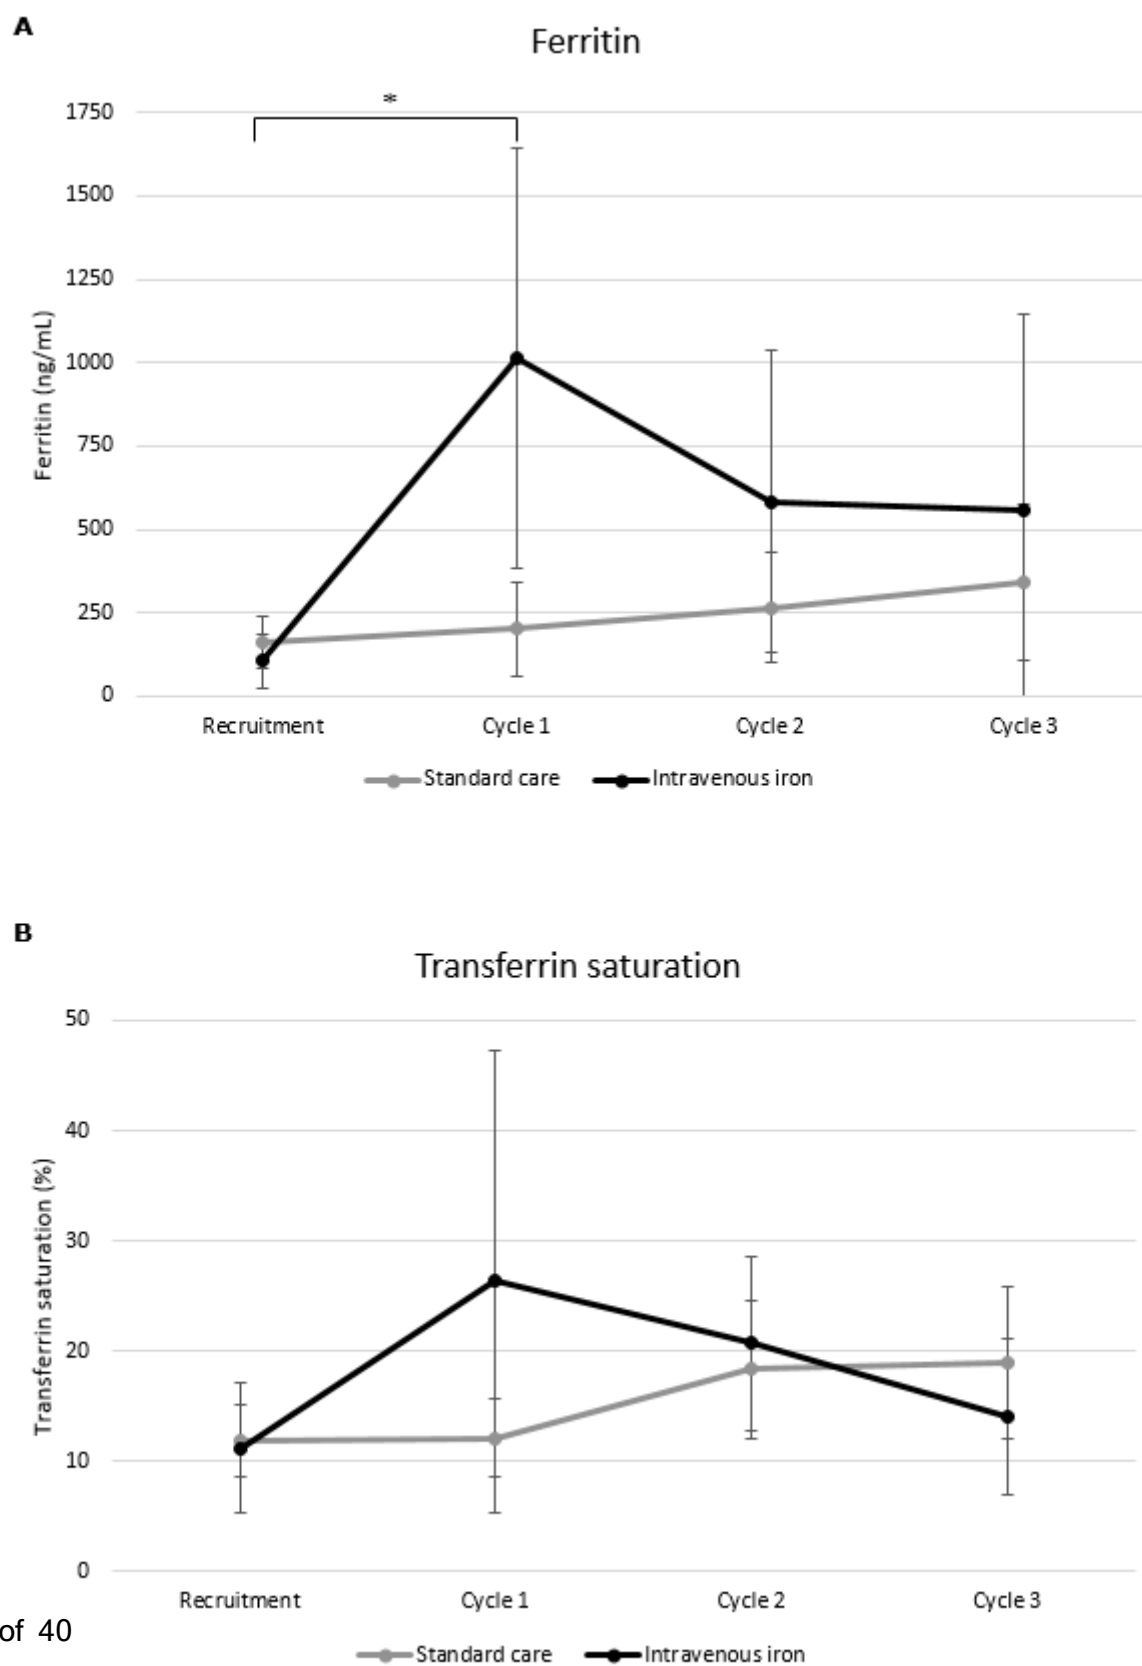 A
Ferritin
*
1750
1500
1250
1000
750
500
250
0
Ferritin (ng/mL)
Recruitment Cycle 1 Cycle 2 Cycle 3
Standard care Intravenous iron
B
Transferrin saturation
50
40
30
20
10
0
Transferrin saturation (%)
Recruitment Cycle 1 Cycle 2 Cycle 3
of 40
Standard care Intravenous iron